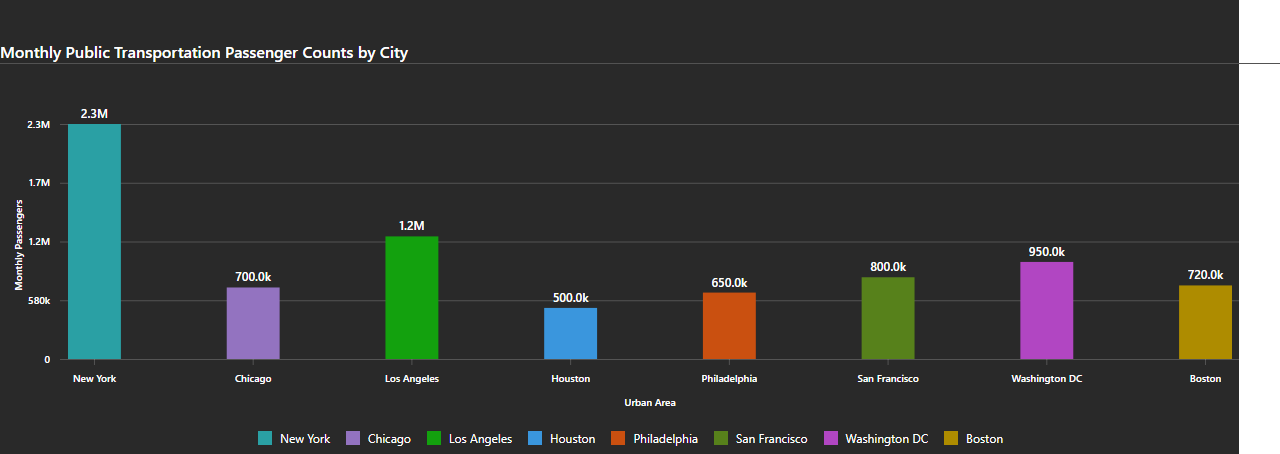 Monthly Public Transportation Passenger Counts by City
2.3M
2.3M
1.7M
1.2M
580k
0
Monthly Passengers
700.0k
1.2M
500.0k
650.0k
800.0k
950.0k
720.0k
New York Chicago Los Angeles Houston Philadelphia San Francisco Washington DC Boston
Urban Area
New York Chicago Los Angeles Houston Philadelphia San Francisco Washington DC Boston